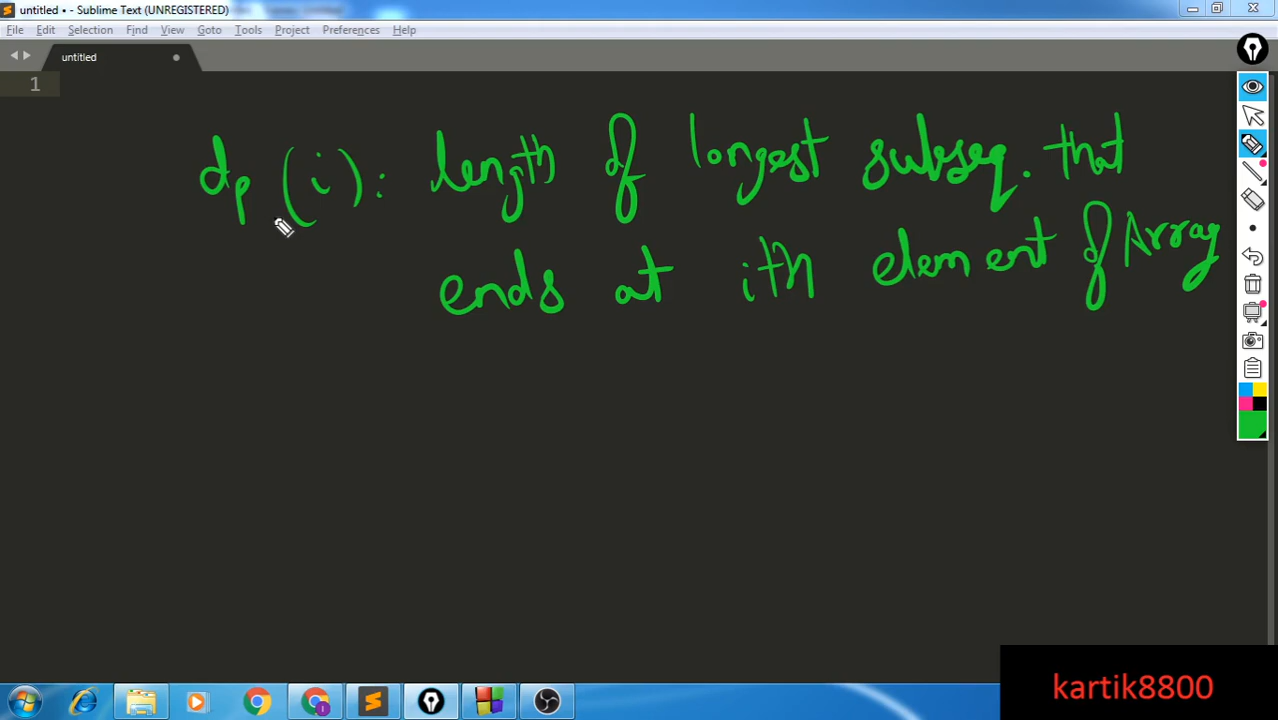 untitled • - Sublime Text (UNREGISTERED)
File Edit Selection Find View Goto Tools Project Preferences Help
untitled
1
dp (i): length of longest subseq. that
ends at ith element of Array
kartik8800